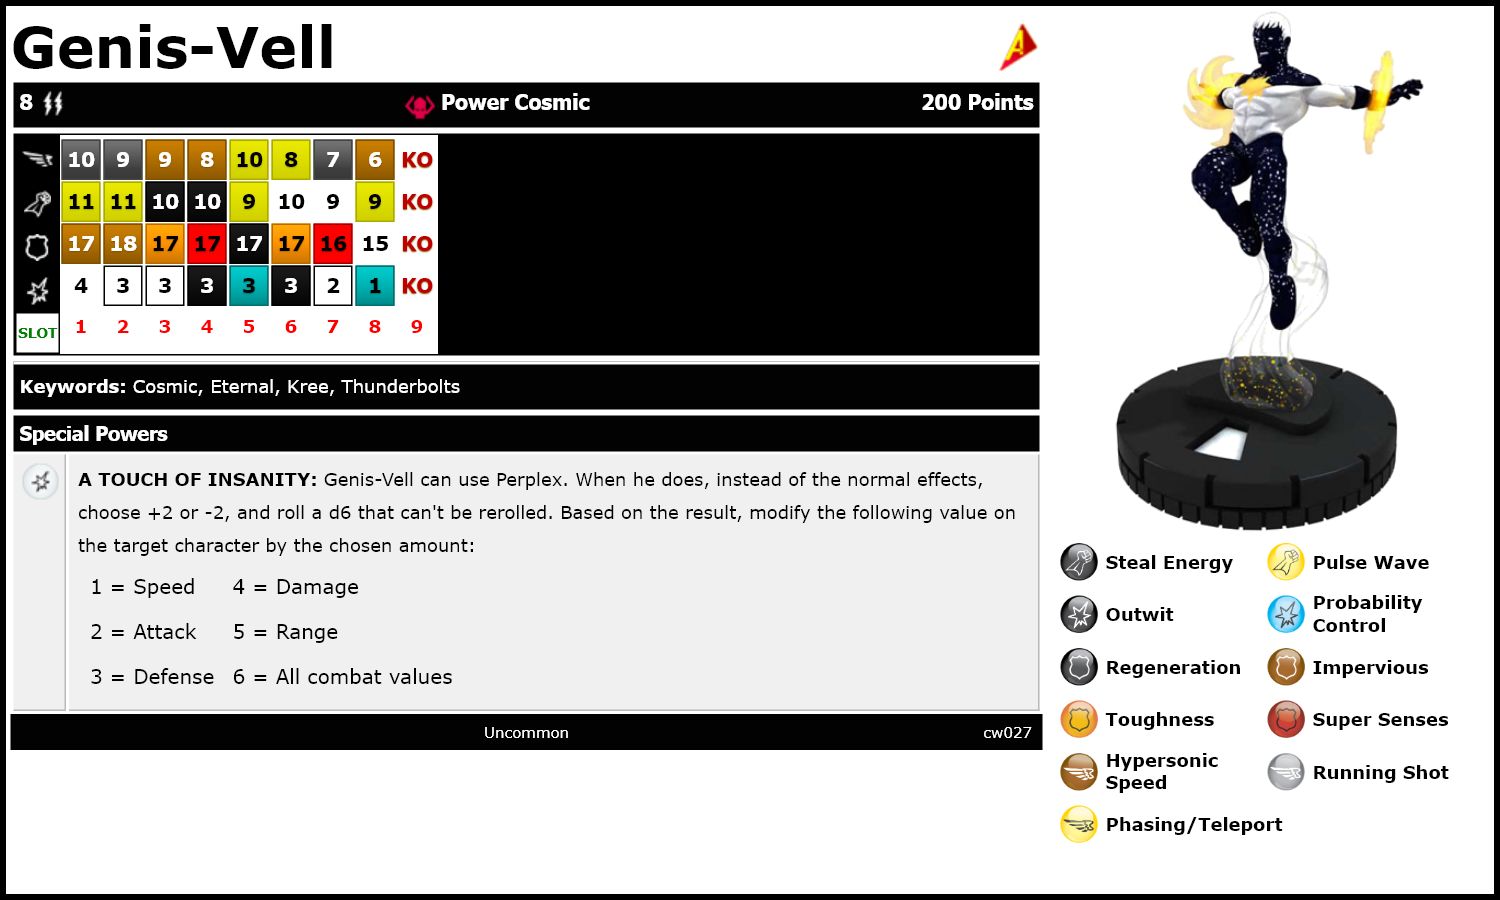 Genis-Vell
A
8 Power Cosmic 200 Points
10 9 9 8 10 8 7 6 KO
11 11 10 10 9 10 9 9 KO
17 18 17 17 17 17 16 15 KO
4 3 3 3 3 3 2 1 KO
SLOT 1 2 3 4 5 6 7 8 9
Keywords: Cosmic, Eternal, Kree, Thunderbolts
Special Powers
A TOUCH OF INSANITY: Genis-Vell can use Perplex. When he does, instead of the normal effects,
choose +2 or -2, and roll a d6 that can't be rerolled. Based on the result, modify the following value on
the target character by the chosen amount:
1 = Speed 4 = Damage
2 = Attack 5 = Range
3 = Defense 6 = All combat values
Uncommon cw027
Steal Energy Pulse Wave
Outwit Probability
Control
Regeneration Impervious
Toughness Super Senses
Hypersonic
Speed Running Shot
Phasing/Teleport